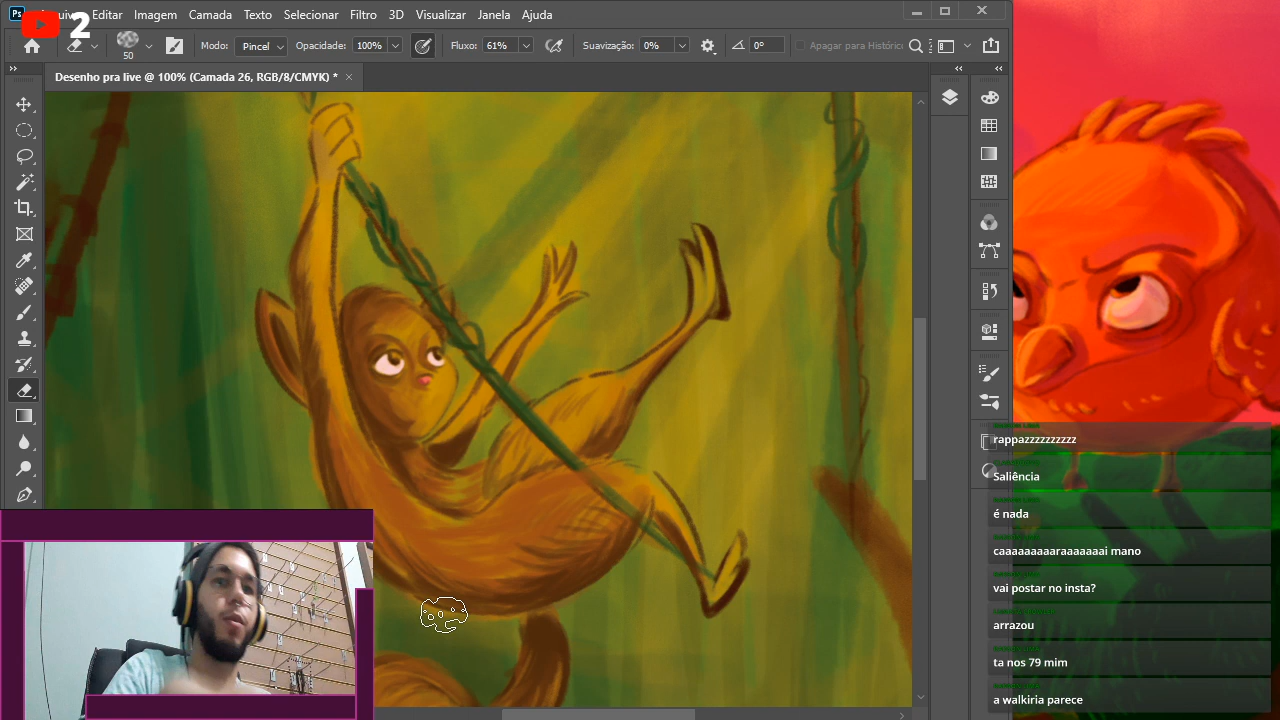 Ps
Arquivo Editar Imagem Camada Texto Selecionar Filtro 3D Visualizar Janela Ajuda
2
50
Modo: Pincel Opacidade: 100% Fluxo: 61% Suavização: 0% 0° Apagar para Históric
Desenho pra live @ 100% (Camada 26, RGB/8/CMYK) *
rappazzzzzzzzzz
Saliência
é nada
caaaaaaaaaraaaaaaai mano
vai postar no insta?
arrazou
ta nos 79 mim
a walkiria parece